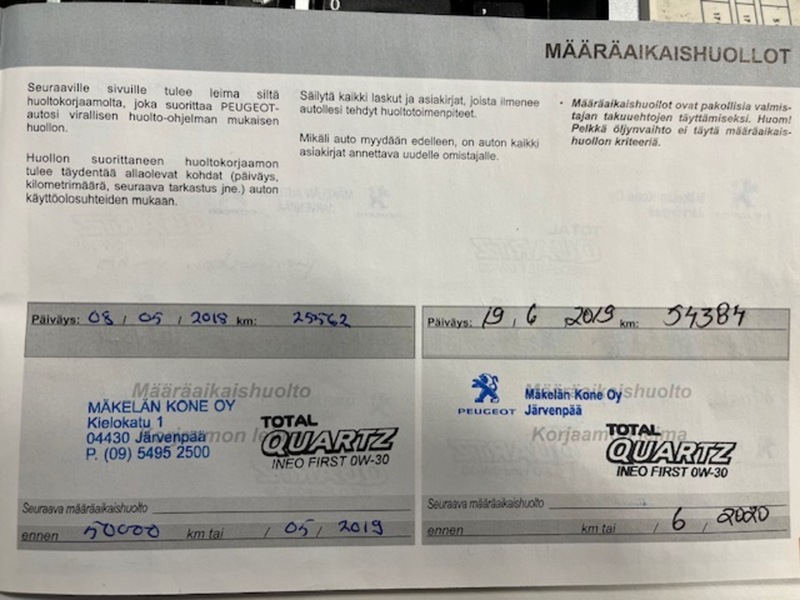 MÄÄRÄAIKAISHUOLLOT
Seuraaville sivuille tulee leima siltä
huoltokorjaamolta, joka suorittaa PEUGEOT-
autosi virallisen huolto-ohjelman mukaisen
huollon.
Huollon suorittaneen huoltokorjaamon
tulee täydentää allaolevat kohdat (päiväys,
kilometrimäärä, seuraava tarkastus jne.) auton
käyttöolosuhteiden mukaan.
Säilytä kaikki laskut ja asiakirjat, joista ilmenee
autollesi tehdyt huoltotoimenpiteet.
Mikäli auto myydään edelleen, on auton kaikki
asiakirjat annettava uudelle omistajalle.
• Määräaikaishuollot ovat pakollisia valmis-
tajan takuuehtojen täyttämiseksi. Huom!
Pelkkä öljynvaihto ei täytä määräaikais-
huollon kriteeriä.
Päiväys: 08 / 05 / 2018 km: 25562
Määräaikaishuolto
MÄKELÄN KONE OY
Kielokatu 1
04430 Järvenpää
P. (09) 5495 2500
TOTAL
QUARTZ
INEO FIRST 0W-30
Seuraava määräaikaishuolto
ennen 50000 km tai / 05 / 2019
Päiväys: 19 / 6 2019 km: 54384
Määräaikaishuolto
PEUGEOT
Mäkelän Kone Oy
Järvenpää
Korjaamon leima
TOTAL
QUARTZ
INEO FIRST 0W-30
Seuraava määräaikaishuolto
ennen km tai / 6 / 2020